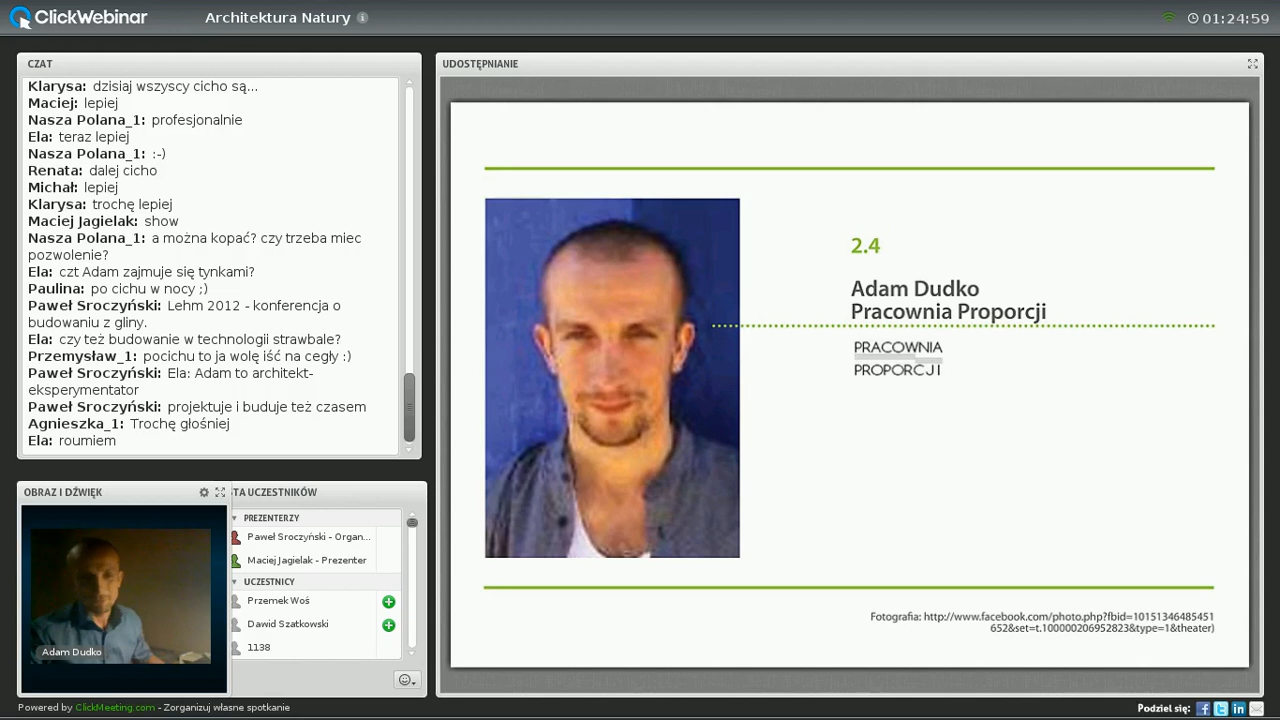 ClickWebinar
Architektura Natury
01:24:59
CZAT
Klarysa: dzisiaj wszyscy cicho są...
Maciej: lepiej
Nasza Polana_1: profesjonalnie
Ela: teraz lepiej
Nasza Polana_1: :-)
Renata: dalej cicho
Michał: lepiej
Klarysa: trochę lepiej
Maciej Jagielak: show
Nasza Polana_1: a można kopać? czy trzeba miec
pozwolenie?
Ela: czt Adam zajmuje się tynkami?
Paulina: po cichu w nocy ;)
Paweł Sroczyński: Lehm 2012 - konferencja o
budowaniu z gliny.
Ela: czy też budowanie w technologii strawbale?
Przemysław_1: pocichu to ja wolę iść na cegły :)
Paweł Sroczyński: Ela: Adam to architekt-
eksperymentator
Paweł Sroczyński: projektuje i buduje też czasem
Agnieszka_1: Trochę głośniej
Ela: roumiem
OBRAZ I DŹWIĘK
Adam Dudko
TA UCZESTNIKÓW
PREZENTERZY
Paweł Sroczyński - Organ...
Maciej Jagielak - Prezenter
UCZESTNICY
Przemek Woś
Dawid Szatkowski
1138
UDOSTĘPNIANIE
2.4
Adam Dudko
Pracownia Proporcji
PRACOWNIA
PROPORCJI
Fotografia: http://www.facebook.com/photo.php?fbid=10151346485451
652&set=t.100000206952823&type=1&theater)
Powered by ClickMeeting.com - Zorganizuj własne spotkanie
Podziel się: